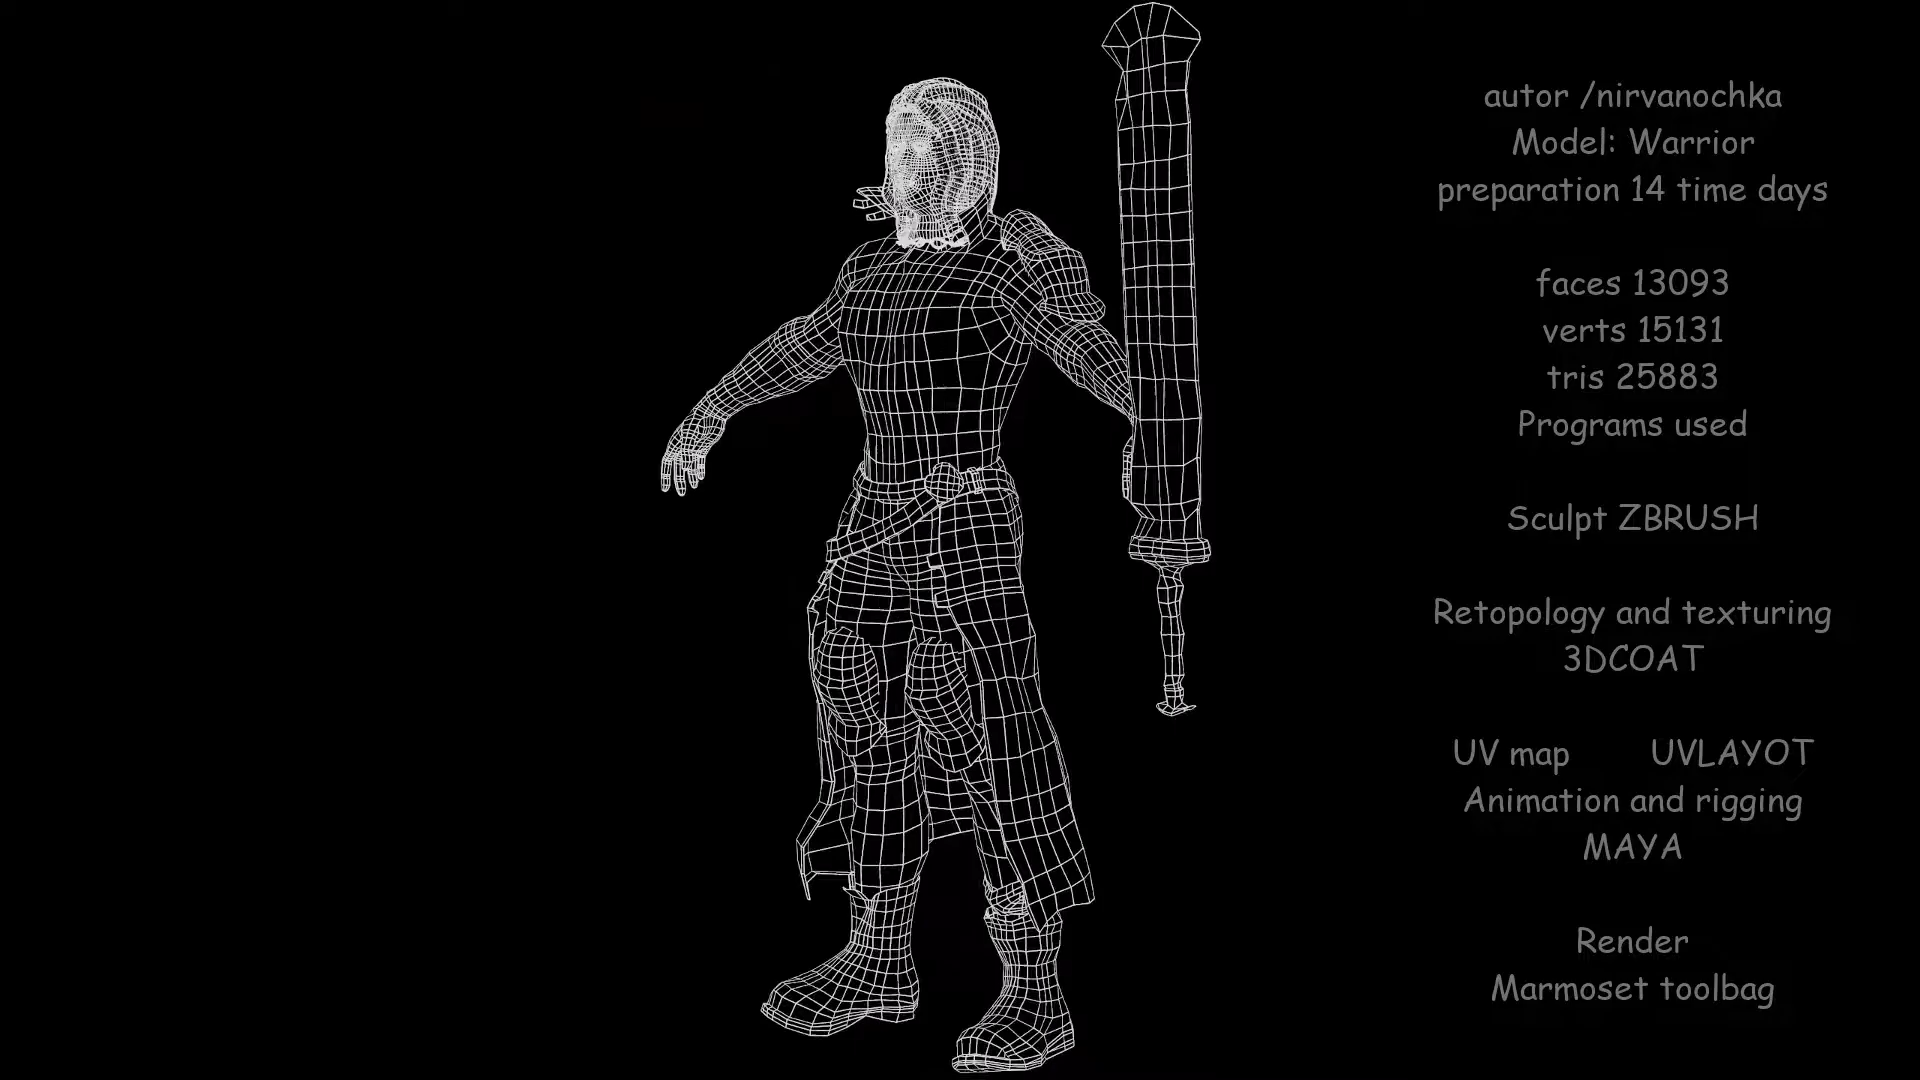 autor /nirvanochka
Model: Warrior
preparation 14 time days
faces 13093
verts 15131
tris 25883
Programs used
Sculpt ZBRUSH
Retopology and texturing
3DCOAT
UV map UVLAYOT
Animation and rigging
MAYA
Render
Marmoset toolbag